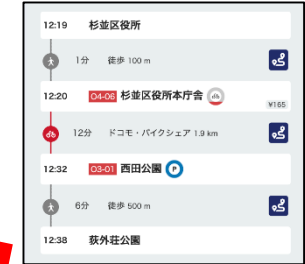 12:19 杉並区役所
1分 徒歩 100 m
12:20 04-06 杉並区役所本庁舎
¥165
12分 ドコモ・バイクシェア 1.9 km
12:32 03-01 西田公園 P
6分 徒歩 500 m
12:38 荻外荘公園